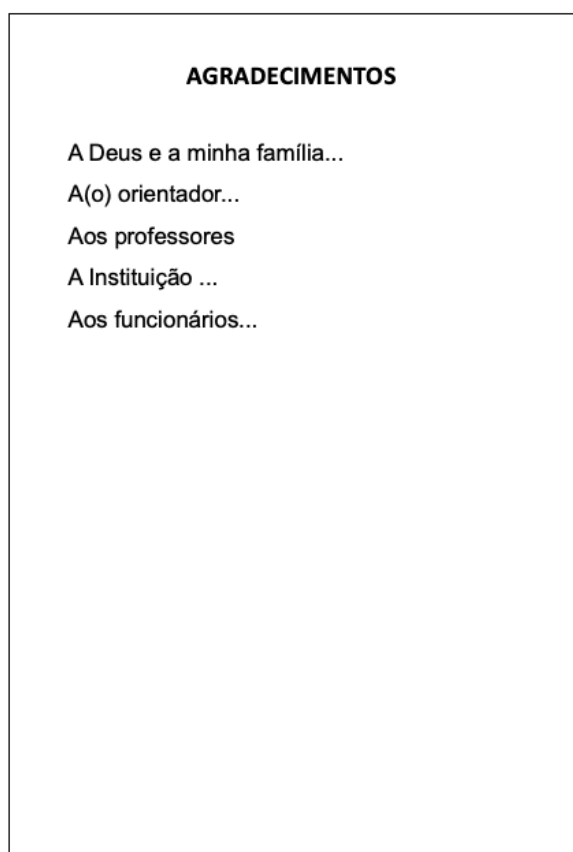 AGRADECIMENTOS
A Deus e a minha família...
A(o) orientador...
Aos professores
A Instituição ...
Aos funcionários...